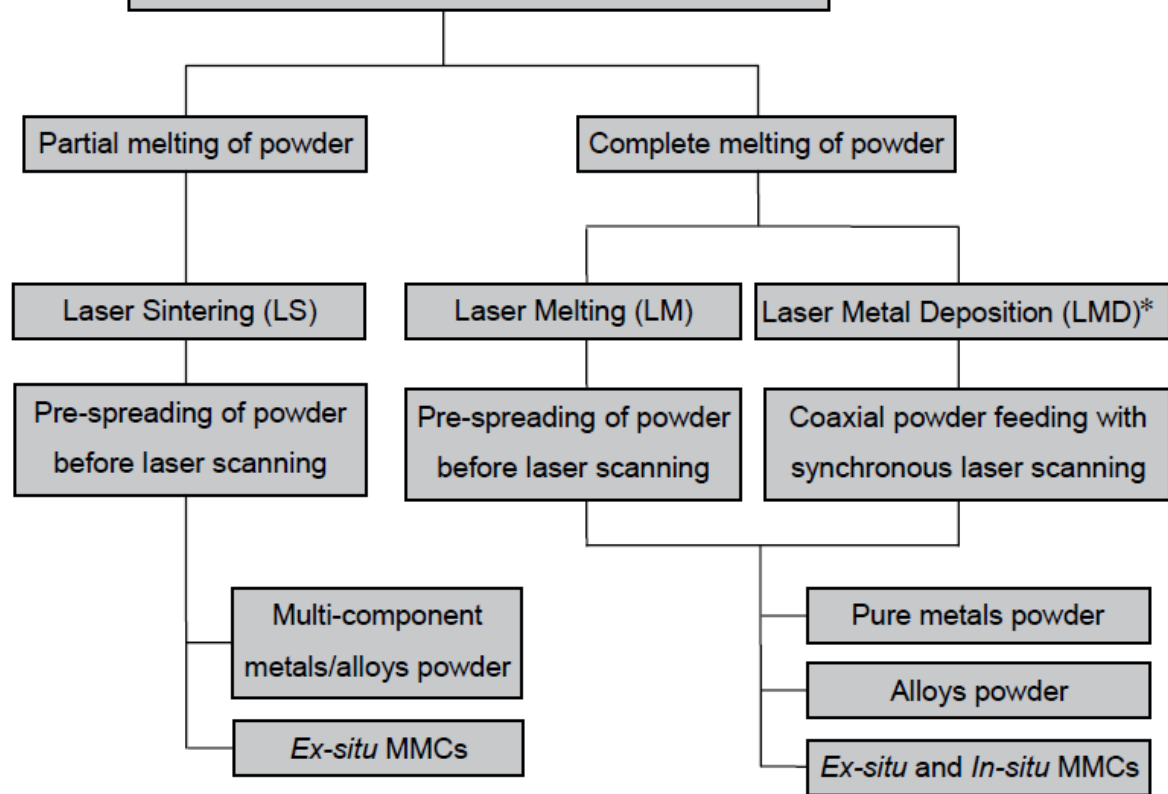 Partial melting of powder
Complete melting of powder
Laser Sintering (LS)
Laser Melting (LM)
Laser Metal Deposition (LMD)*
Pre-spreading of powder
before laser scanning
Pre-spreading of powder
before laser scanning
Coaxial powder feeding with
synchronous laser scanning
Multi-component
metals/alloys powder
Ex-situ MMCs
Pure metals powder
Alloys powder
Ex-situ and In-situ MMCs